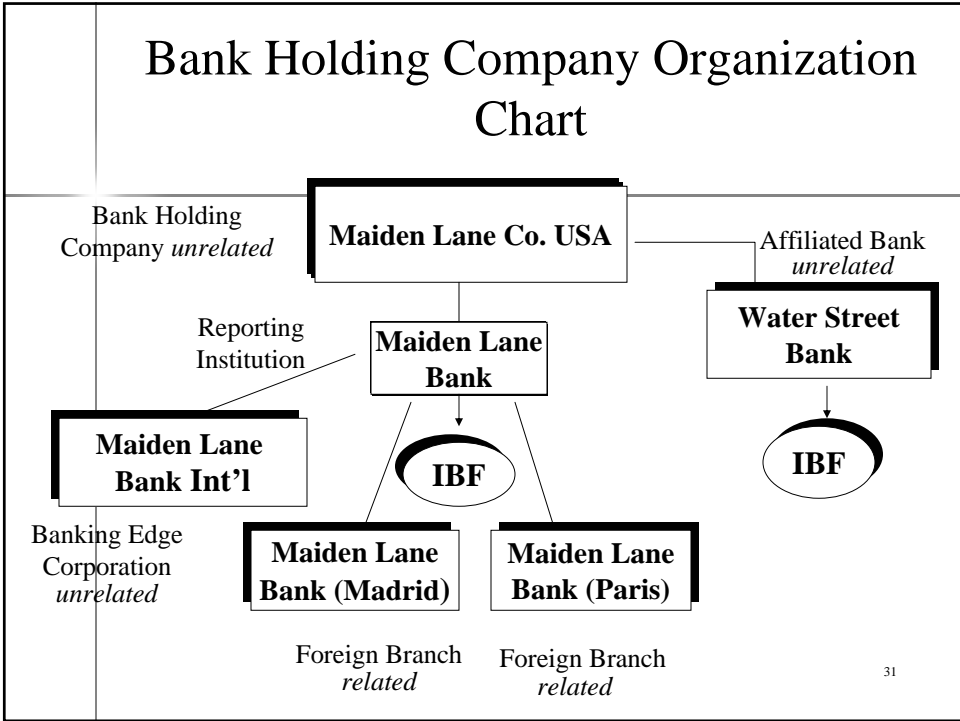 Bank Holding Company Organization
Chart
Bank Holding
Company unrelated
Maiden Lane Co. USA
Affiliated Bank
unrelated
Water Street
Bank
Reporting
Institution
Maiden Lane
Bank
Maiden Lane
Bank Int’l
IBF
IBF
Banking Edge
Corporation
unrelated
Maiden Lane
Bank (Madrid)
Maiden Lane
Bank (Paris)
Foreign Branch
related
Foreign Branch
related
31